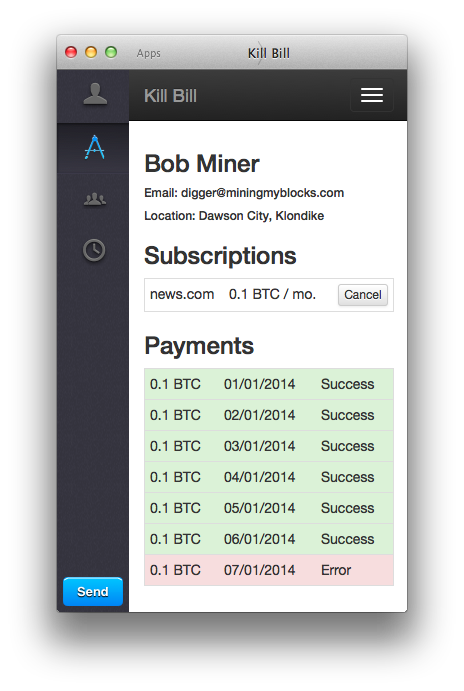 Apps Kill Bill
Kill Bill
Bob Miner
Email: digger@miningmyblocks.com
Location: Dawson City, Klondike
Subscriptions
news.com 0.1 BTC / mo. Cancel
Payments
0.1 BTC 01/01/2014 Success
0.1 BTC 02/01/2014 Success
0.1 BTC 03/01/2014 Success
0.1 BTC 04/01/2014 Success
0.1 BTC 05/01/2014 Success
0.1 BTC 06/01/2014 Success
0.1 BTC 07/01/2014 Error
Send